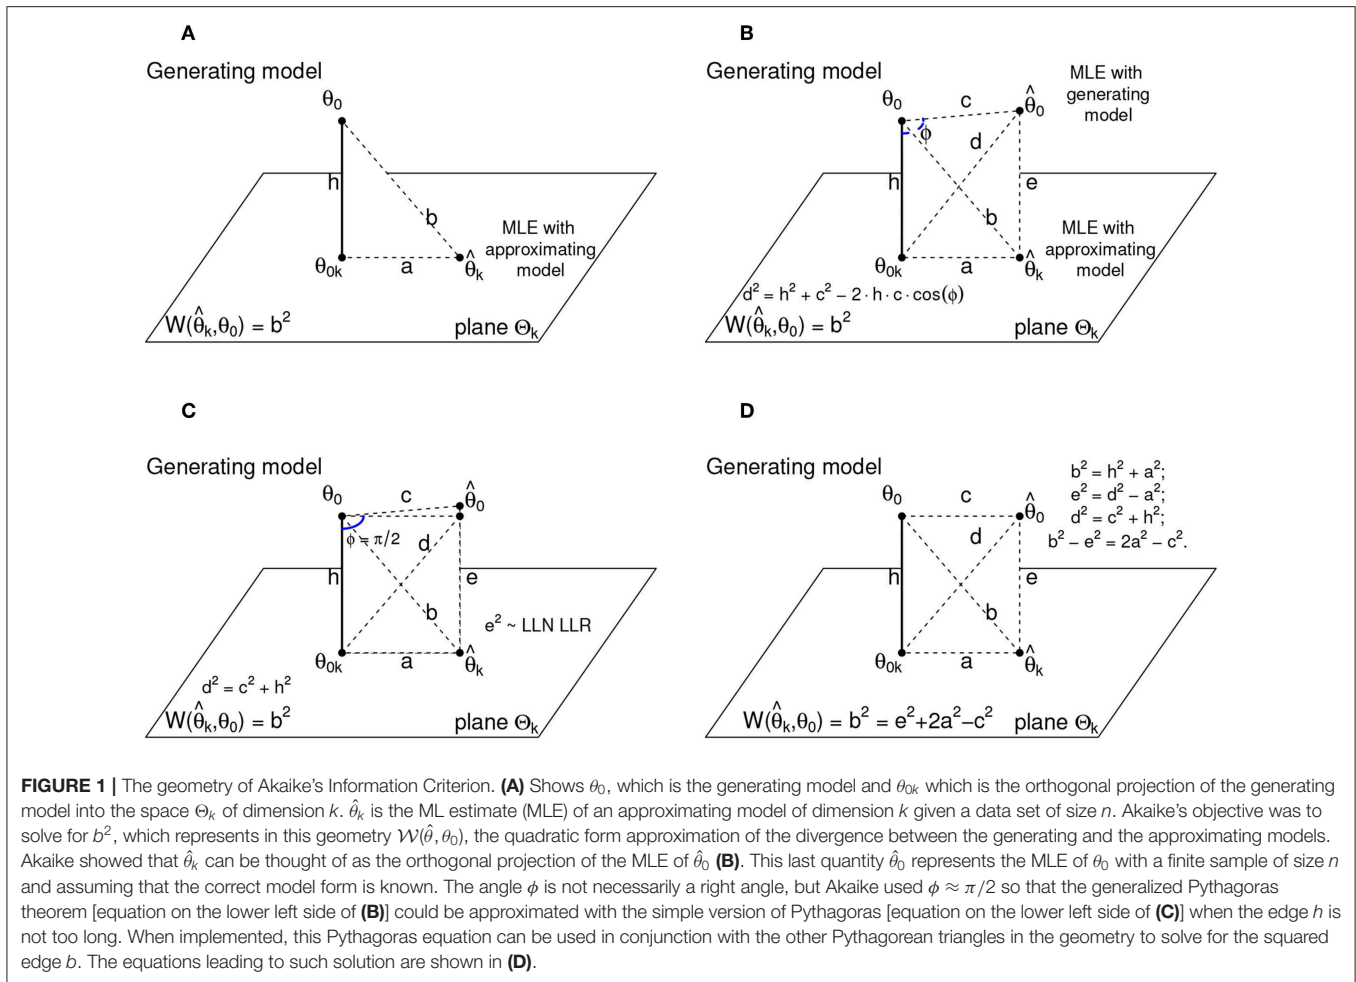 A
Generating model
θ₀
h
b
MLE with
approximating
model
θ₀ₖ
a
θ̂ₖ
W(θ̂ₖ,θ₀) = b²
plane Θₖ
B
Generating model
MLE with
generating
model
θ₀
c
θ̂₀
ϕ
d
h
e
b
MLE with
approximating
model
θ₀ₖ
a
θ̂ₖ
d² = h² + c² − 2 · h · c · cos(ϕ)
W(θ̂ₖ,θ₀) = b²
plane Θₖ
C
Generating model
θ₀
c
θ̂₀
ϕ ≈ π/2
d
h
e
b
e² ~ LLN LLR
θ₀ₖ
a
θ̂ₖ
d² = c² + h²
W(θ̂ₖ,θ₀) = b²
plane Θₖ
D
Generating model
b² = h² + a²;
e² = d² − a²;
d² = c² + h²;
b² − e² = 2a² − c².
θ₀
c
θ̂₀
d
h
e
b
θ₀ₖ
a
θ̂ₖ
W(θ̂ₖ,θ₀) = b² = e²+2a²−c²
plane Θₖ
FIGURE 1 | The geometry of Akaike's Information Criterion. (A) Shows θ₀, which is the generating model and θ₀ₖ which is the orthogonal projection of the generating
model into the space Θₖ of dimension k. θ̂ₖ is the ML estimate (MLE) of an approximating model of dimension k given a data set of size n. Akaike's objective was to
solve for b², which represents in this geometry 𝒲(θ̂, θ₀), the quadratic form approximation of the divergence between the generating and the approximating models.
Akaike showed that θ̂ₖ can be thought of as the orthogonal projection of the MLE of θ̂₀ (B). This last quantity θ̂₀ represents the MLE of θ₀ with a finite sample of size n
and assuming that the correct model form is known. The angle ϕ is not necessarily a right angle, but Akaike used ϕ ≈ π/2 so that the generalized Pythagoras
theorem [equation on the lower left side of (B)] could be approximated with the simple version of Pythagoras [equation on the lower left side of (C)] when the edge h is
not too long. When implemented, this Pythagoras equation can be used in conjunction with the other Pythagorean triangles in the geometry to solve for the squared
edge b. The equations leading to such solution are shown in (D).